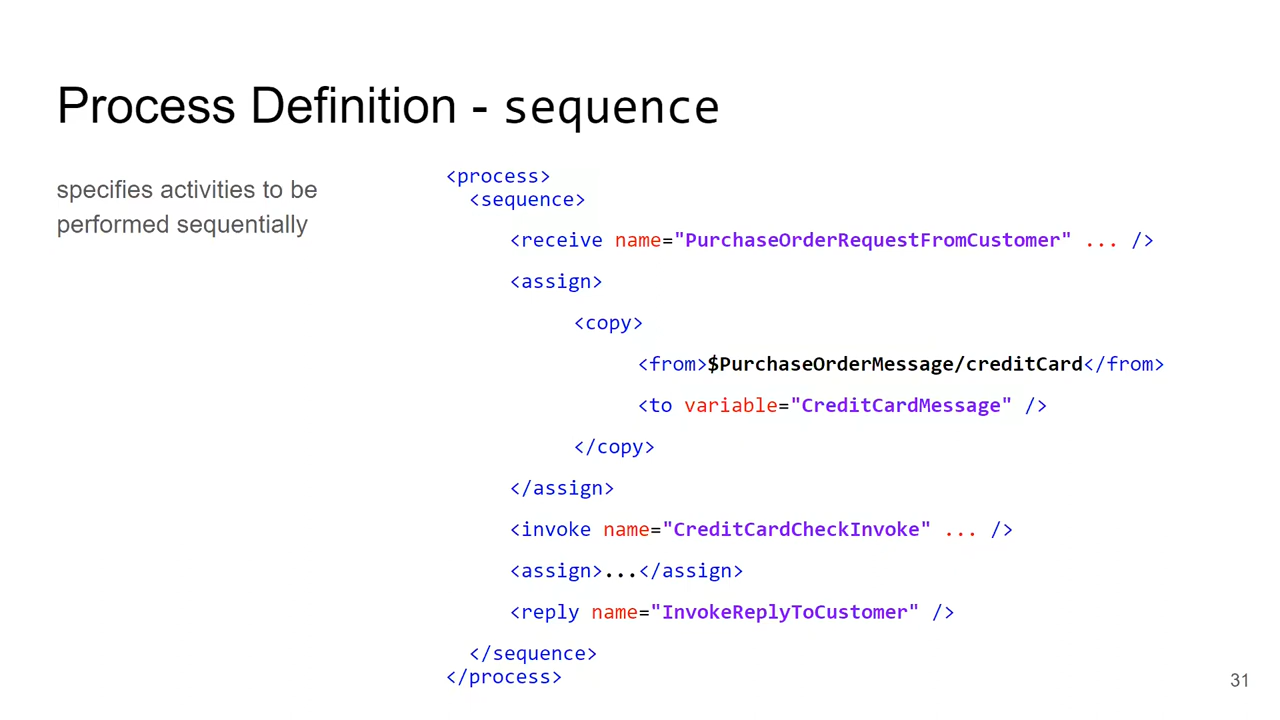 Process Definition - sequence
specifies activities to be
performed sequentially
<process>
<sequence>
<receive name="PurchaseOrderRequestFromCustomer" ... />
<assign>
<copy>
<from>$PurchaseOrderMessage/creditCard</from>
<to variable="CreditCardMessage" />
</copy>
</assign>
<invoke name="CreditCardCheckInvoke" ... />
<assign>...</assign>
<reply name="InvokeReplyToCustomer" />
</sequence>
</process>
31